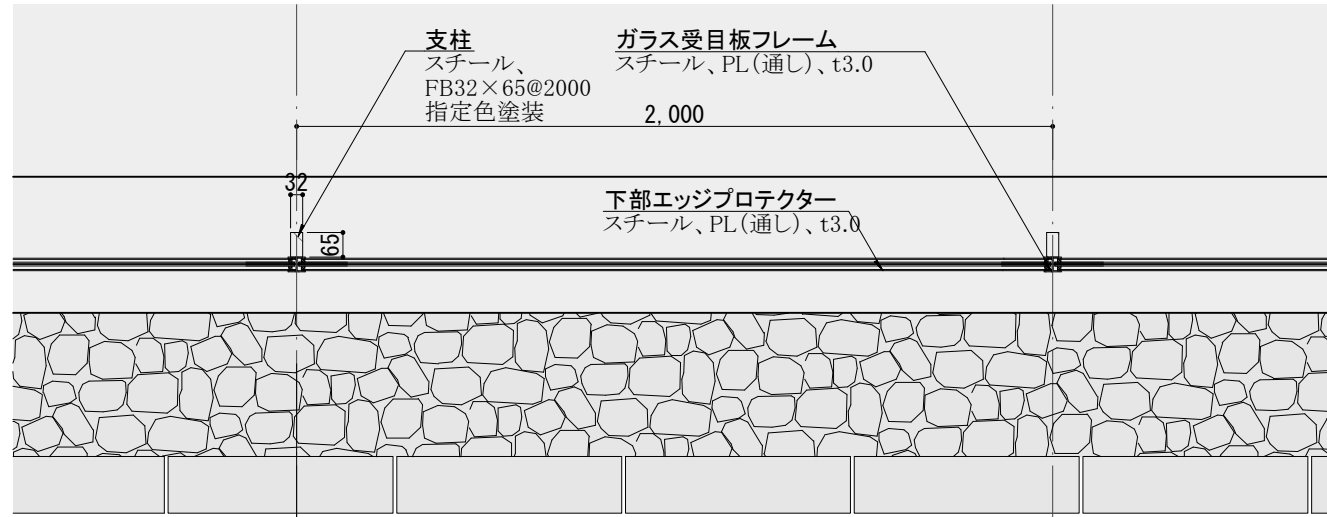 支柱
スチール、
FB32×65@2000
指定色塗装
ガラス受目板フレーム
スチール、PL(通し)、t3.0
2,000
32
65
下部エッジプロテクター
スチール、PL(通し)、t3.0